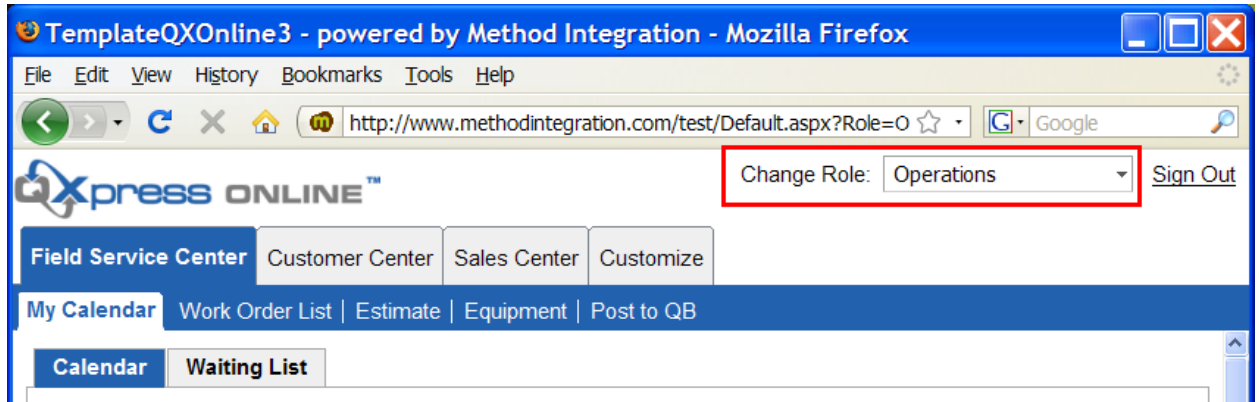 TemplateQXOnline3 - powered by Method Integration - Mozilla Firefox
File Edit View History Bookmarks Tools Help
http://www.methodintegration.com/test/Default.aspx?Role=O G Google
QXpress ONLINE™ Change Role: Operations Sign Out
Field Service Center Customer Center Sales Center Customize
My Calendar Work Order List | Estimate | Equipment | Post to QB
Calendar Waiting List